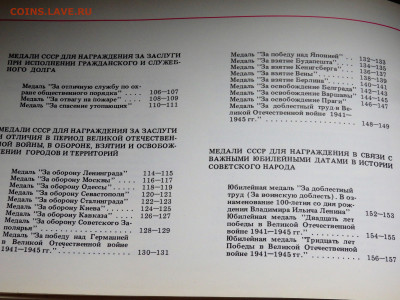 COINS.LAVE.RU
МЕДАЛИ СССР ДЛЯ НАГРАЖДЕНИЯ ЗА ЗАСЛУГИ
ПРИ ИСПОЛНЕНИИ ГРАЖДАНСКОГО И СЛУЖЕБ-
НОГО ДОЛГА
Медаль "За отличную службу по ох-
ране общественного порядка" 106—107
Медаль "За отвагу на пожаре" 108—109
Медаль "За спасение утопающих" 110—111
МЕДАЛИ СССР ДЛЯ НАГРАЖДЕНИЯ ЗА ЗАСЛУГИ
И ОТЛИЧИЯ В ПЕРИОД ВЕЛИКОЙ ОТЕЧЕСТВЕН-
НОЙ ВОЙНЫ, В ОБОРОНЕ, ВЗЯТИИ И ОСВОБОЖ-
ДЕНИИ ГОРОДОВ И ТЕРРИТОРИЙ
Медаль "За оборону Ленинграда" 114—115
Медаль "За оборону Москвы" 116—117
Медаль "За оборону Одессы" 118—119
Медаль "За оборону Севастополя" 120—121
Медаль "За оборону Сталинграда" 122—123
Медаль "За оборону Киева" 124—125
Медаль "За оборону Кавказа" 126—127
Медаль "За оборону Советского За-
полярья" 128—129
Медаль "За победу над Германией
в Великой Отечественной войне
1941—1945 гг." 130—131
Медаль "За победу над Японией" 132—133
Медаль "За взятие Будапешта" 134—135
Медаль "За взятие Кенигсберга" 136—137
Медаль "За взятие Вены" 138—139
Медаль "За взятие Берлина" 140—141
Медаль "За освобождение Белграда" 142—143
Медаль "За освобождение Варшавы" 144—145
Медаль "За освобождение Праги" 146—147
Медаль "За доблестный труд в Ве-
ликой Отечественной войне 1941—
1945 гг." 148—149
МЕДАЛИ СССР ДЛЯ НАГРАЖДЕНИЯ В СВЯЗИ С
ВАЖНЫМИ ЮБИЛЕЙНЫМИ ДАТАМИ В ИСТОРИИ
СОВЕТСКОГО НАРОДА
Юбилейная медаль "За доблестный
труд (За воинскую доблесть). В оз-
наменование 100-летия со дня рож-
дения Владимира Ильича Ленина" 152—153
Юбилейная медаль "Двадцать лет
победы в Великой Отечественной
войне 1941—1945 гг." 154—155
Юбилейная медаль "Тридцать лет
Победы в Великой Отечественной
войне 1941—1945 гг." 156—157